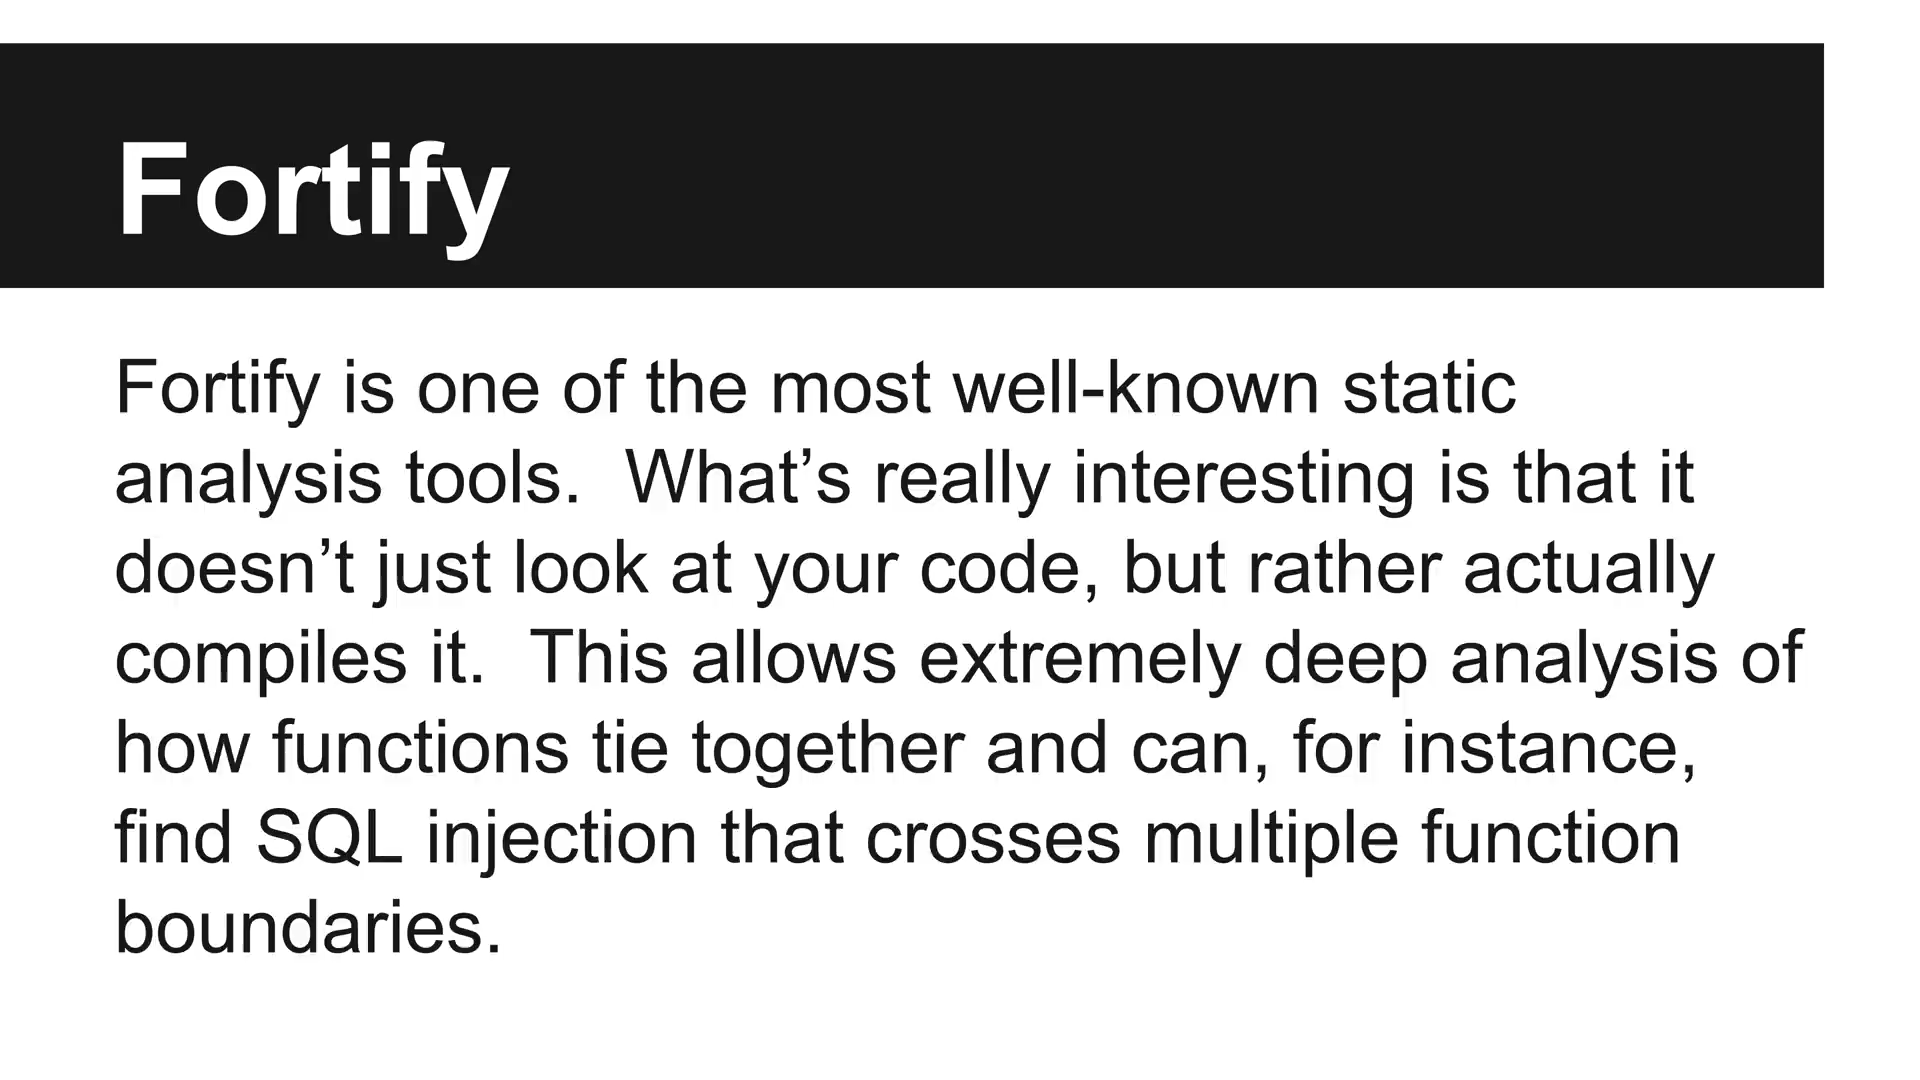 Fortify
Fortify is one of the most well-known static
analysis tools.  What’s really interesting is that it
doesn’t just look at your code, but rather actually
compiles it.  This allows extremely deep analysis of
how functions tie together and can, for instance,
find SQL injection that crosses multiple function
boundaries.